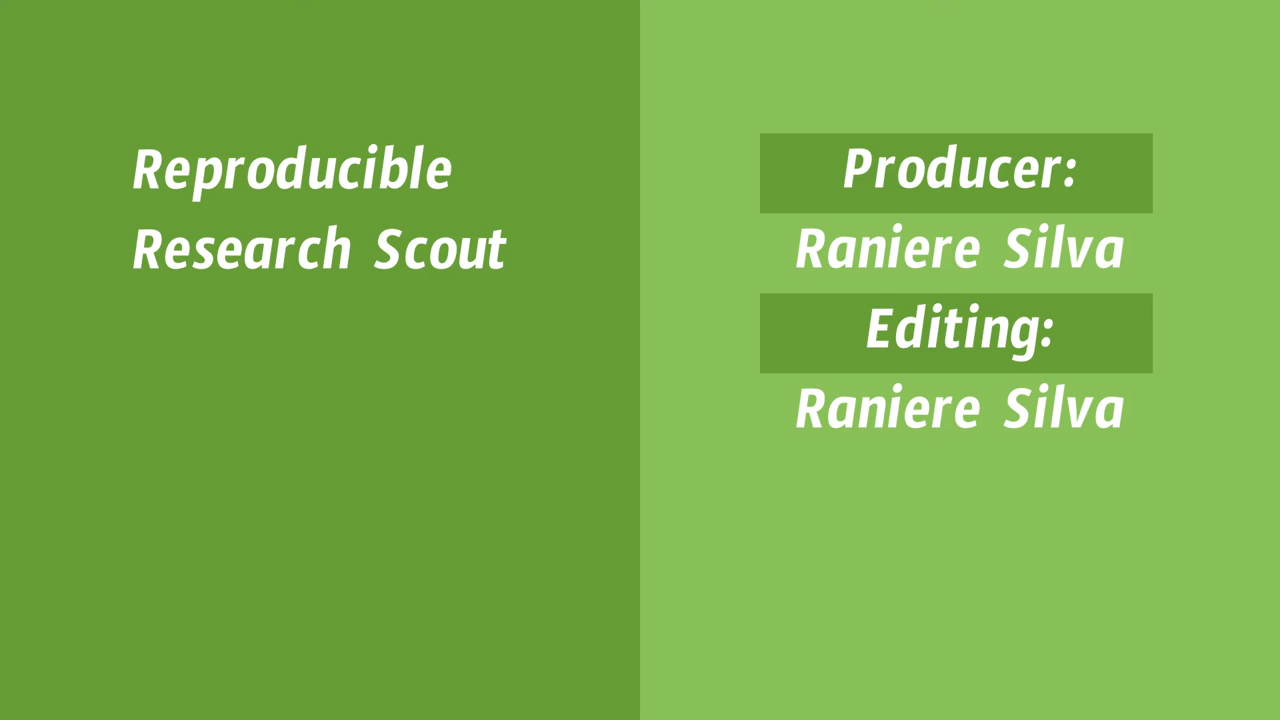 Reproducible
Research Scout
Producer:
Raniere Silva
Editing:
Raniere Silva